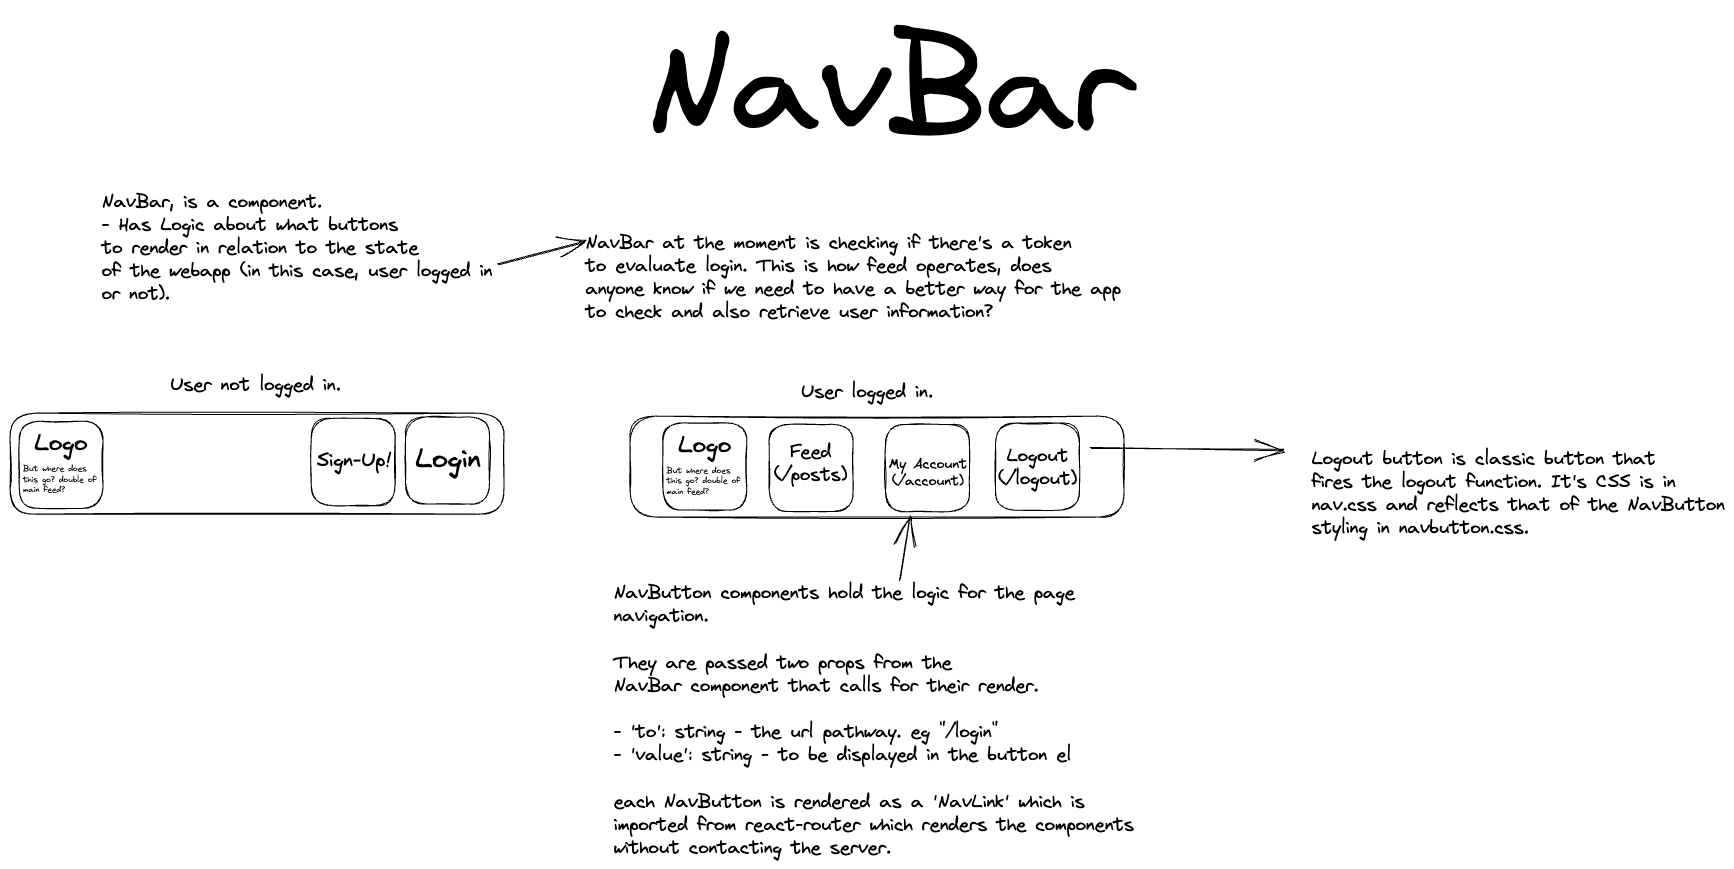 NavBar
NavBar, is a component.
- Has Logic about what buttons
to render in relation to the state
of the webapp (in this case, user logged in
or not).
NavBar at the moment is checking if there's a token
to evaluate login. This is how feed operates, does
anyone know if we need to have a better way for the app
to check and also retrieve user information?
User not logged in.
Logo
But where does
this go? double of
main feed?
Sign-Up!
Login
User logged in.
Logo
But where does
this go? double of
main feed?
Feed
(/posts)
My Account
(/account)
Logout
(/logout)
Logout button is classic button that
fires the logout function. It's CSS is in
nav.css and reflects that of the NavButton
styling in navbutton.css.
NavButton components hold the logic for the page
navigation.
They are passed two props from the
NavBar component that calls for their render.
- 'to': string - the url pathway. eg "/login"
- 'value': string - to be displayed in the button el
each NavButton is rendered as a 'NavLink' which is
imported from react-router which renders the components
without contacting the server.